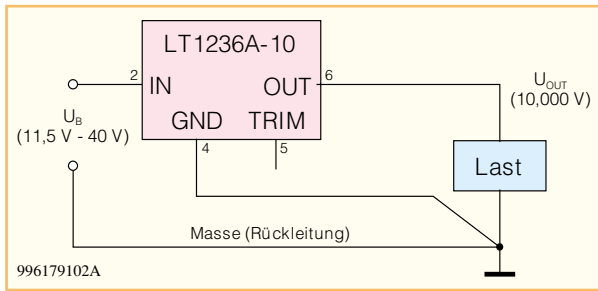 LT1236A-10
2
IN
OUT
6
GND
TRIM
4
5
U_B
(11,5 V - 40 V)
U_OUT
(10,000 V)
Last
Masse (Rückleitung)
996179102A